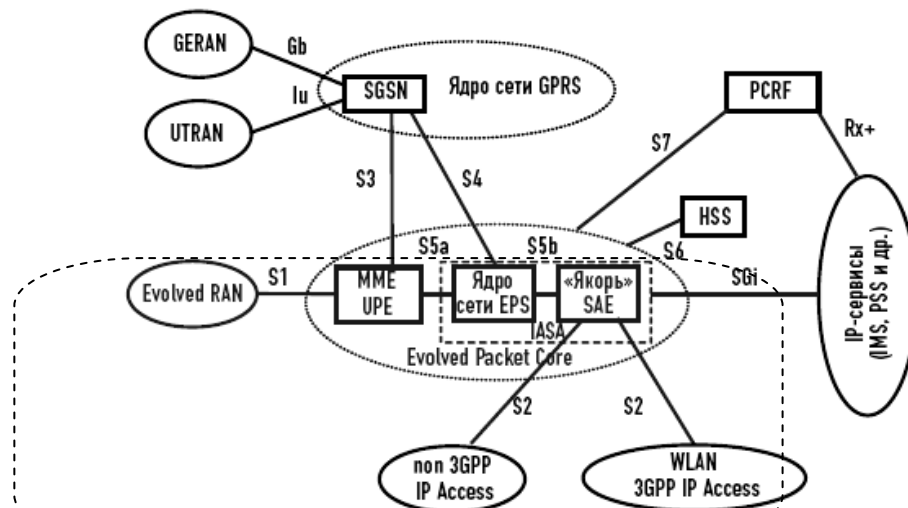 GERAN
Gb
SGSN
Ядро сети GPRS
PCRF
Iu
UTRAN
Rx+
S7
S3
S4
HSS
S5a
S5b
S6
S1
MME
UPE
Ядро
сети EPS
«Якорь»
SAE
SGi
Evolved RAN
IASA
Evolved Packet Core
IP-сервисы
(IMS, PSS и др.)
S2
S2
non 3GPP
IP Access
WLAN
3GPP IP Access